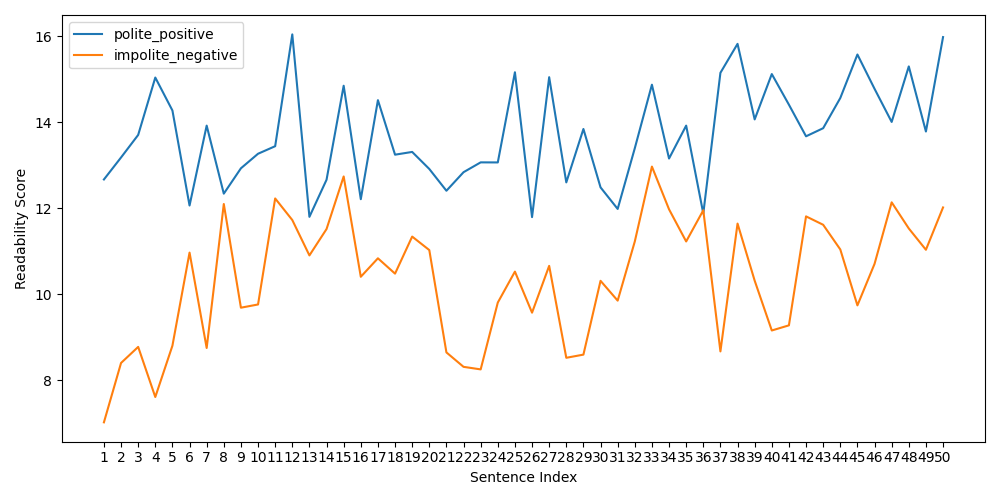 16
14
12
10
8
Readability Score
polite_positive
impolite_negative
1 2 3 4 5 6 7 8 9 10 11 12 13 14 15 16 17 18 19 20 21 22 23 24 25 26 27 28 29 30 31 32 33 34 35 36 37 38 39 40 41 42 43 44 45 46 47 48 49 50
Sentence Index